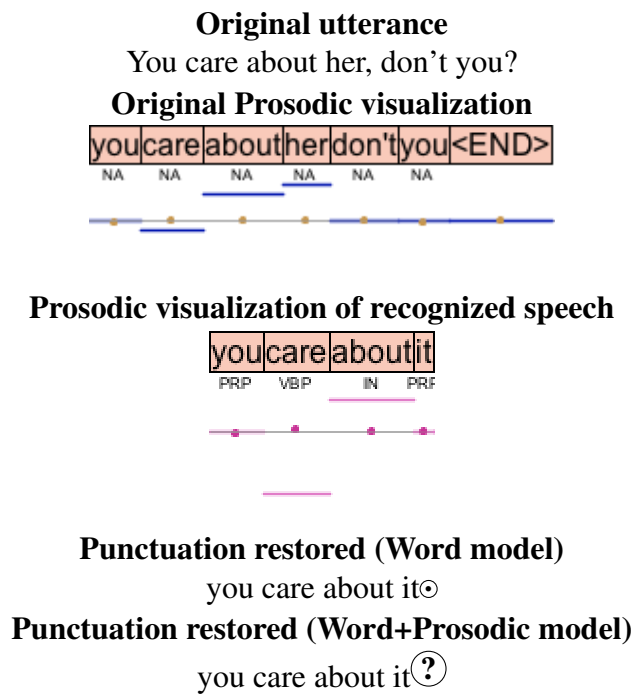 Original utterance
You care about her, don't you?
Original Prosodic visualization
you care about her don't you <END>
NA NA NA NA NA NA
Prosodic visualization of recognized speech
you care about it
PRP VBP IN PRF
Punctuation restored (Word model)
you care about it⊙
Punctuation restored (Word+Prosodic model)
you care about it?